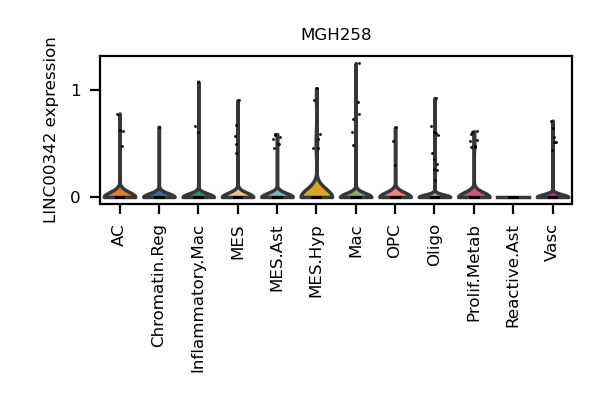 MGH258
LINC00342 expression
1
0
AC
Chromatin.Reg
Inflammatory.Mac
MES
MES.Ast
MES.Hyp
Mac
OPC
Oligo
Prolif.Metab
Reactive.Ast
Vasc